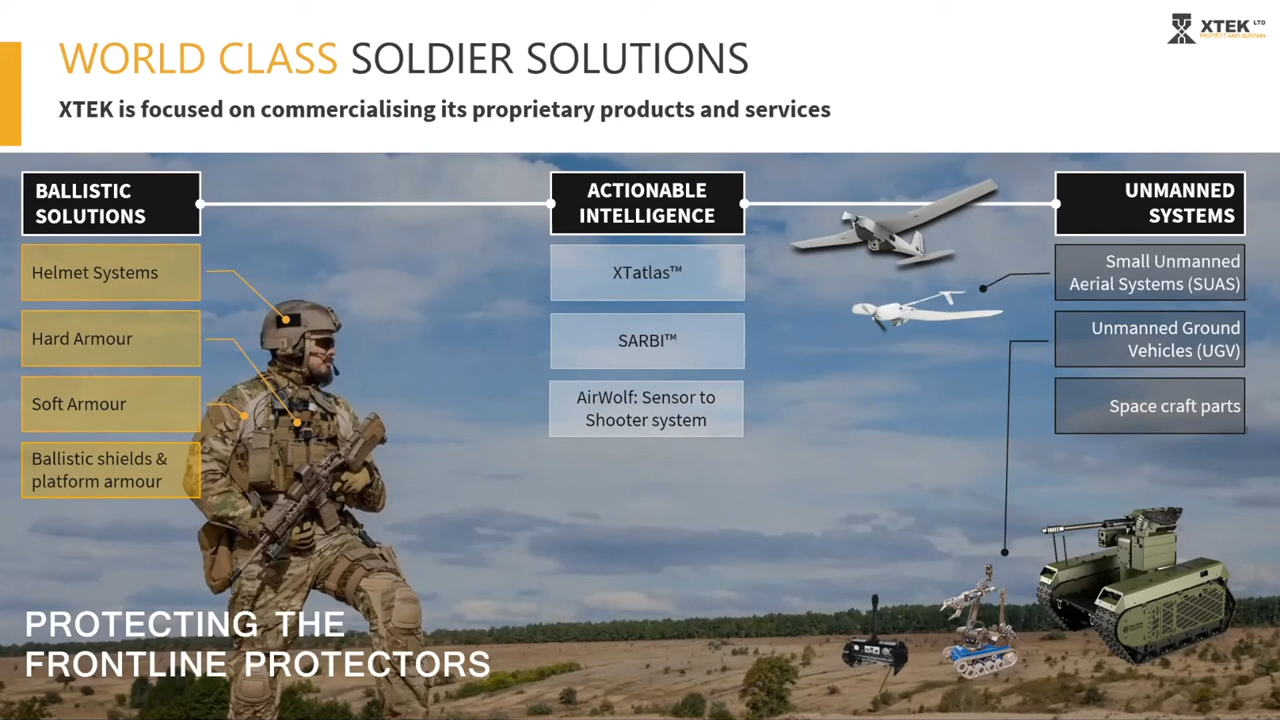 XTEK LTD
PROTECT AND SUSTAIN
WORLD CLASS SOLDIER SOLUTIONS
XTEK is focused on commercialising its proprietary products and services
BALLISTIC
SOLUTIONS
Helmet Systems
Hard Armour
Soft Armour
Ballistic shields &
platform armour
ACTIONABLE
INTELLIGENCE
XTatlas™
SARBI™
AirWolf: Sensor to
Shooter system
UNMANNED
SYSTEMS
Small Unmanned
Aerial Systems (SUAS)
Unmanned Ground
Vehicles (UGV)
Space craft parts
PROTECTING THE
FRONTLINE PROTECTORS